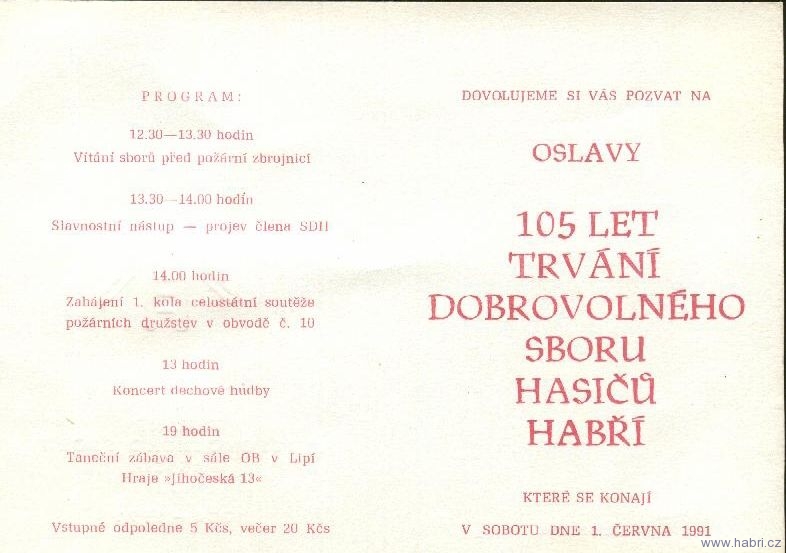 PROGRAM:
12.30—13.30 hodin
Vítání sborů před požární zbrojnicí
13.30—14.00 hodin
Slavnostní nástup — projev člena SDH
14.00 hodin
Zahájení 1. kola celostátní soutěže
požárních družstev v obvodě č. 10
13 hodin
Koncert dechové hudby
19 hodin
Taneční zábava v sále OB v Lipí
Hraje »Jihočeská 13«
Vstupné odpoledne 5 Kčs, večer 20 Kčs
DOVOLUJEME SI VÁS POZVAT NA
OSLAVY
105 LET
TRVÁNÍ
DOBROVOLNÉHO
SBORU
HASIČŮ
HABŘÍ
KTERÉ SE KONAJÍ
V SOBOTU DNE 1. ČERVNA 1991
www.habri.cz